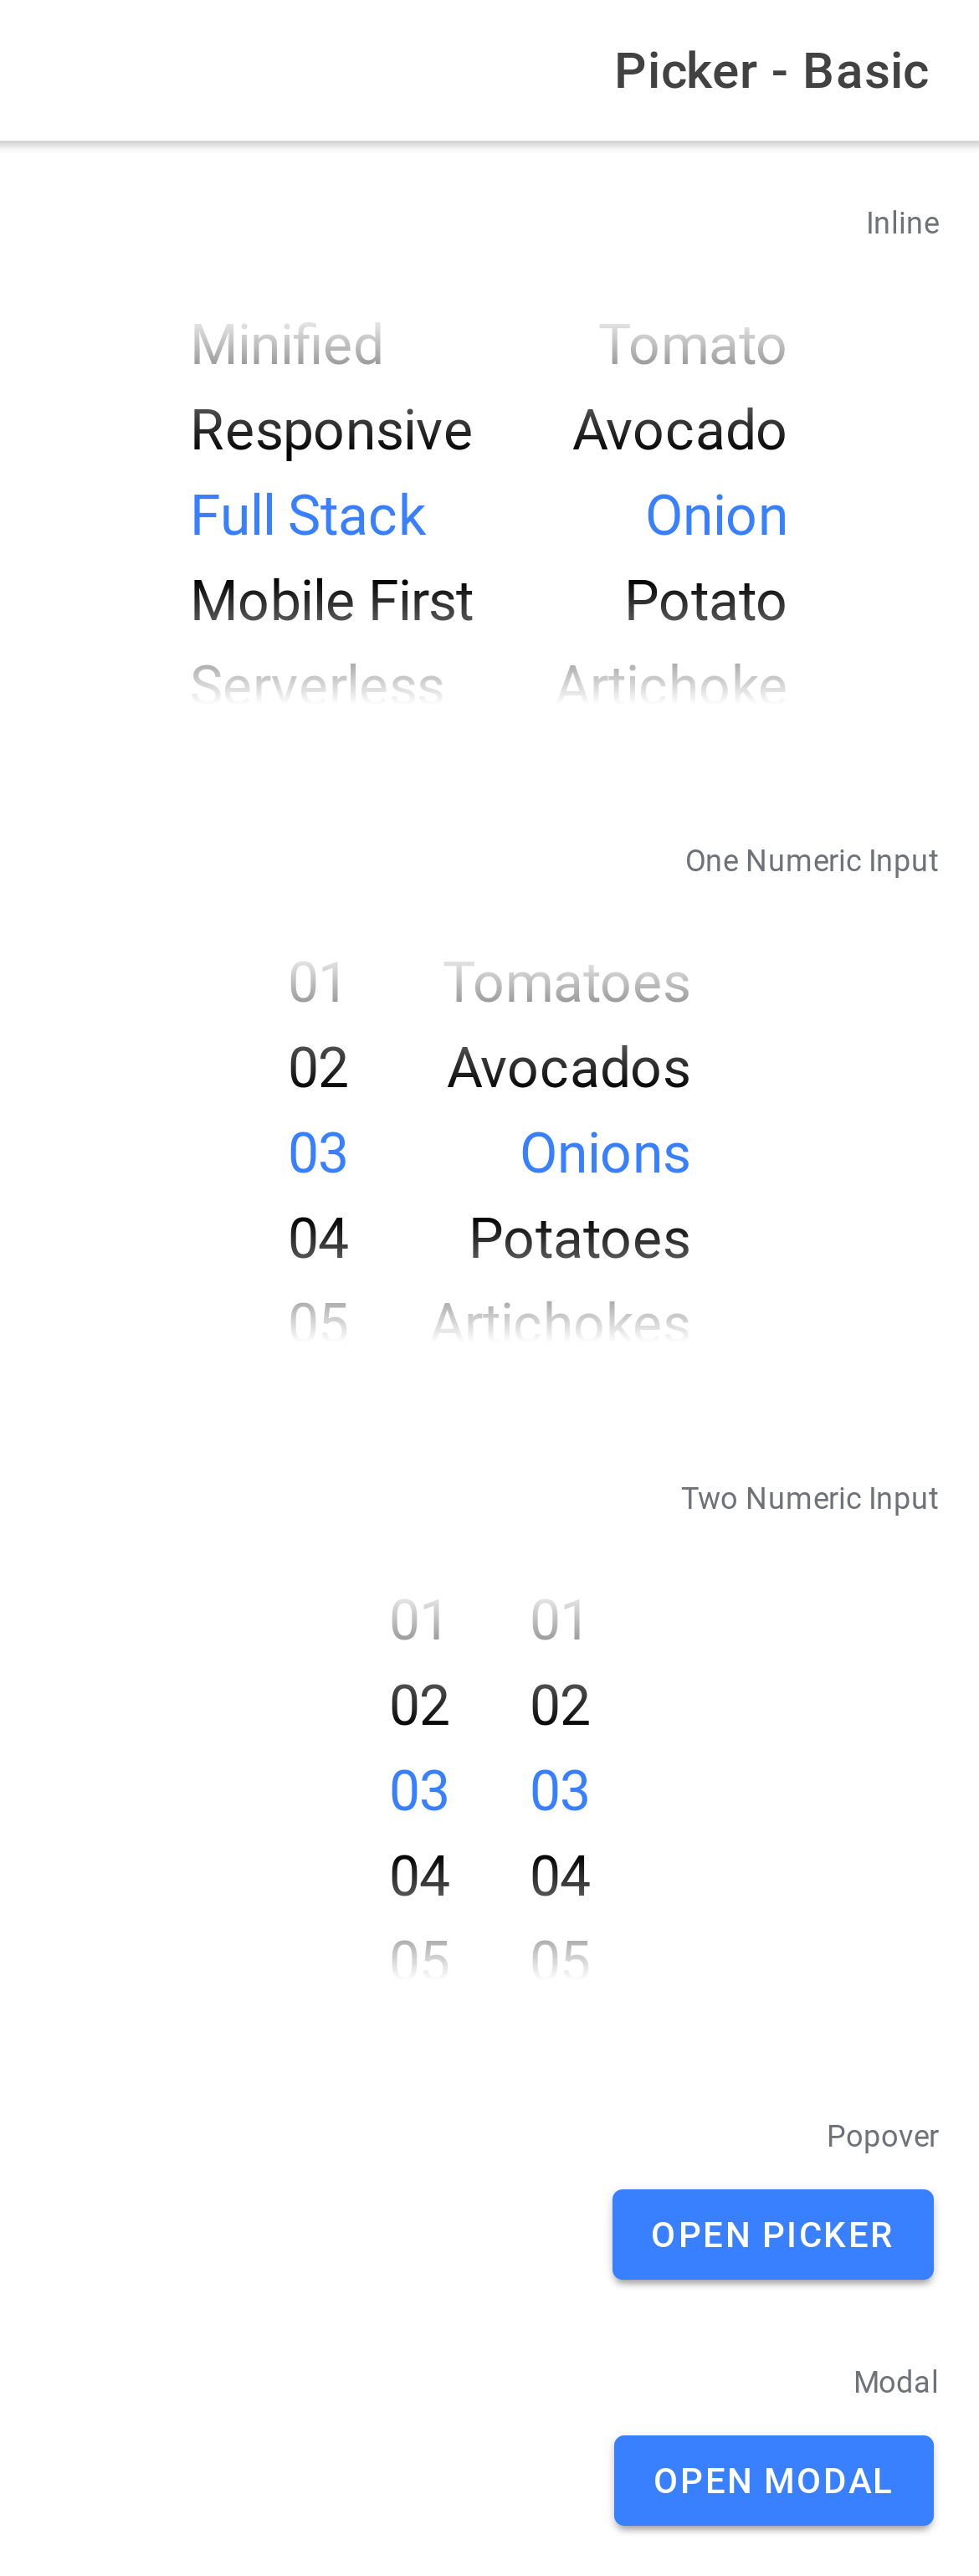 Picker - Basic
Inline
Minified Tomato
Responsive Avocado
Full Stack Onion
Mobile First Potato
Serverless Artichoke
One Numeric Input
01 Tomatoes
02 Avocados
03 Onions
04 Potatoes
05 Artichokes
Two Numeric Input
01 01
02 02
03 03
04 04
05 05
Popover
OPEN PICKER
Modal
OPEN MODAL